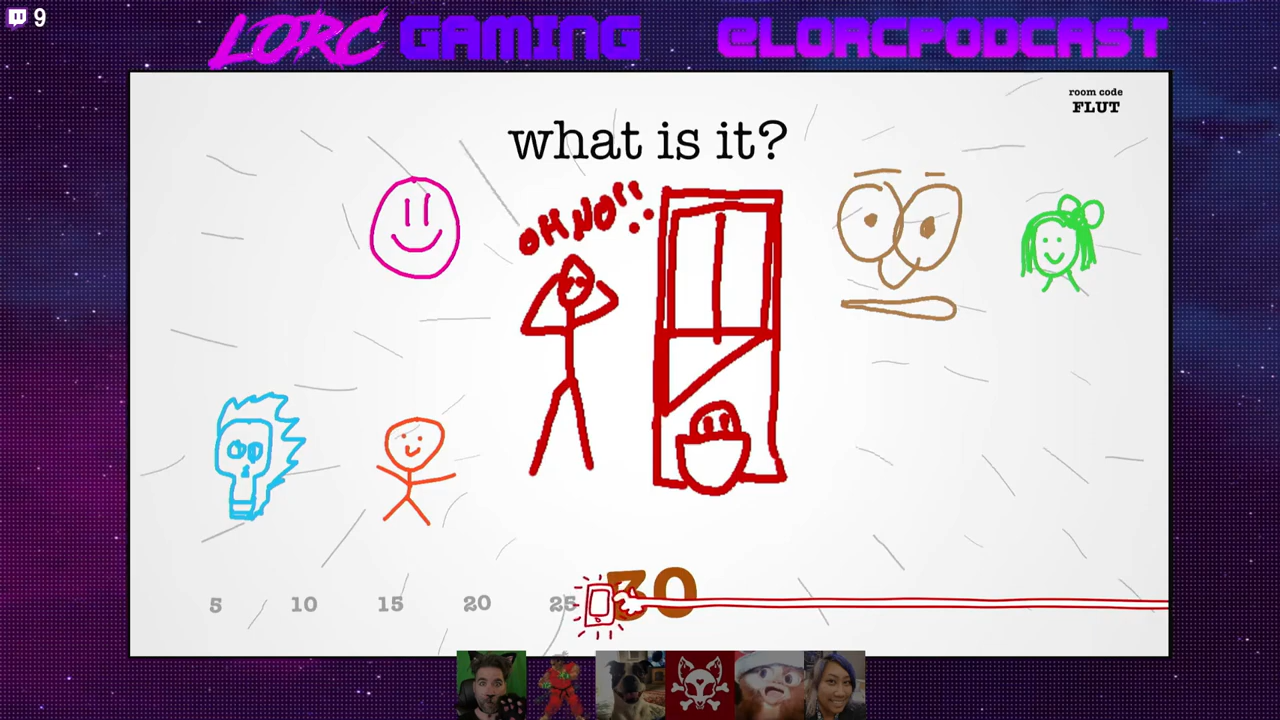 9
LORC GAMING @LORCPODCAST
room code
FLUT
what is it?
OH NO!!
5 10 15 20 25 30